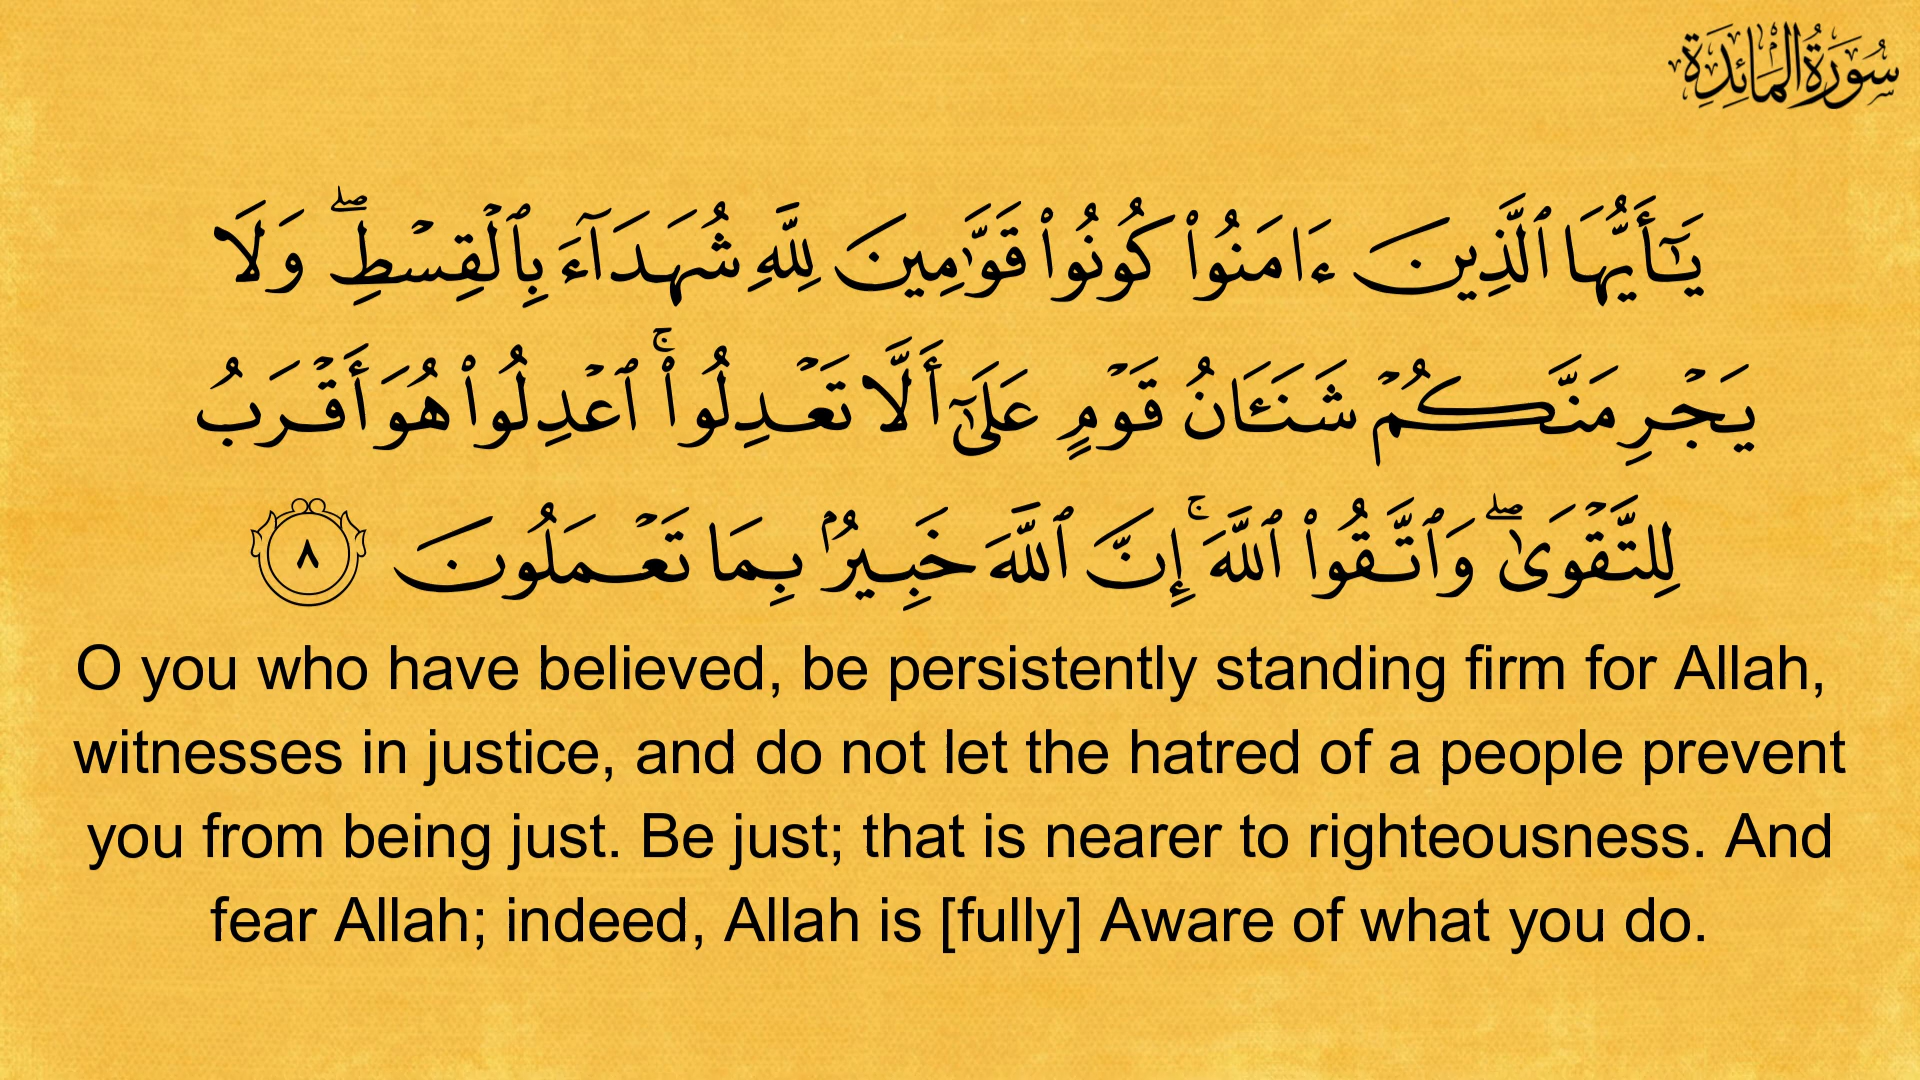 سُورَةُ الْمَائِدَةِ
يَـٰٓأَيُّهَا ٱلَّذِينَ ءَامَنُوا۟ كُونُوا۟ قَوَّٰمِينَ لِلَّهِ شُهَدَآءَ بِٱلْقِسْطِ ۖ وَلَا
يَجْرِمَنَّكُمْ شَنَـَٔانُ قَوْمٍ عَلَىٰٓ أَلَّا تَعْدِلُوا۟ ۚ ٱعْدِلُوا۟ هُوَ أَقْرَبُ
لِلتَّقْوَىٰ ۖ وَٱتَّقُوا۟ ٱللَّهَ ۚ إِنَّ ٱللَّهَ خَبِيرٌۢ بِمَا تَعْمَلُونَ ٨
O you who have believed, be persistently standing firm for Allah,
witnesses in justice, and do not let the hatred of a people prevent
you from being just. Be just; that is nearer to righteousness. And
fear Allah; indeed, Allah is [fully] Aware of what you do.